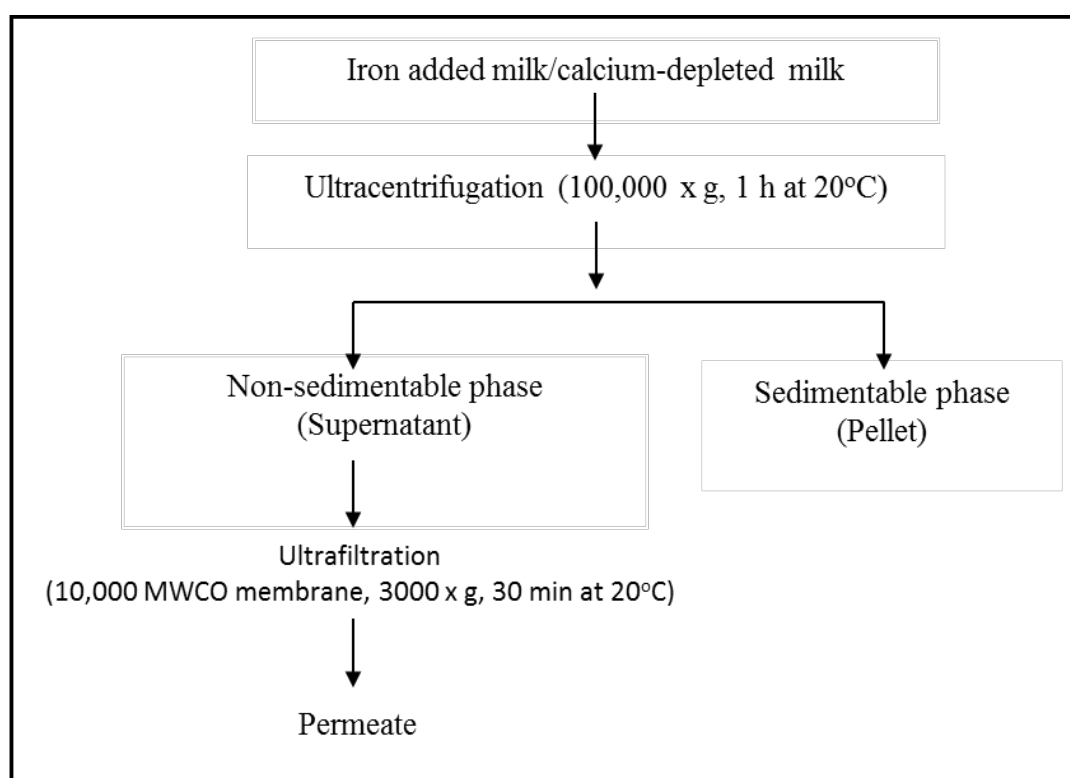 Iron added milk/calcium-depleted milk
Ultracentrifugation (100,000 x g, 1 h at 20°C)
Non-sedimentable phase
(Supernatant)
Sedimentable phase
(Pellet)
Ultrafiltration
(10,000 MWCO membrane, 3000 x g, 30 min at 20°C)
Permeate